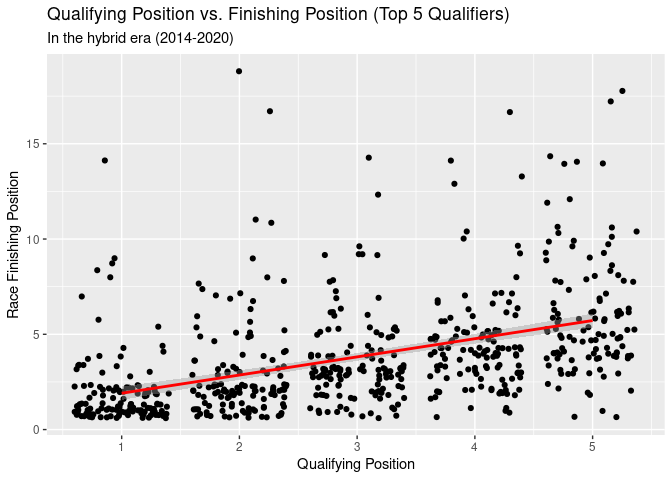 Qualifying Position vs. Finishing Position (Top 5 Qualifiers)
In the hybrid era (2014-2020)
Race Finishing Position
15
10
5
0
1 2 3 4 5
Qualifying Position